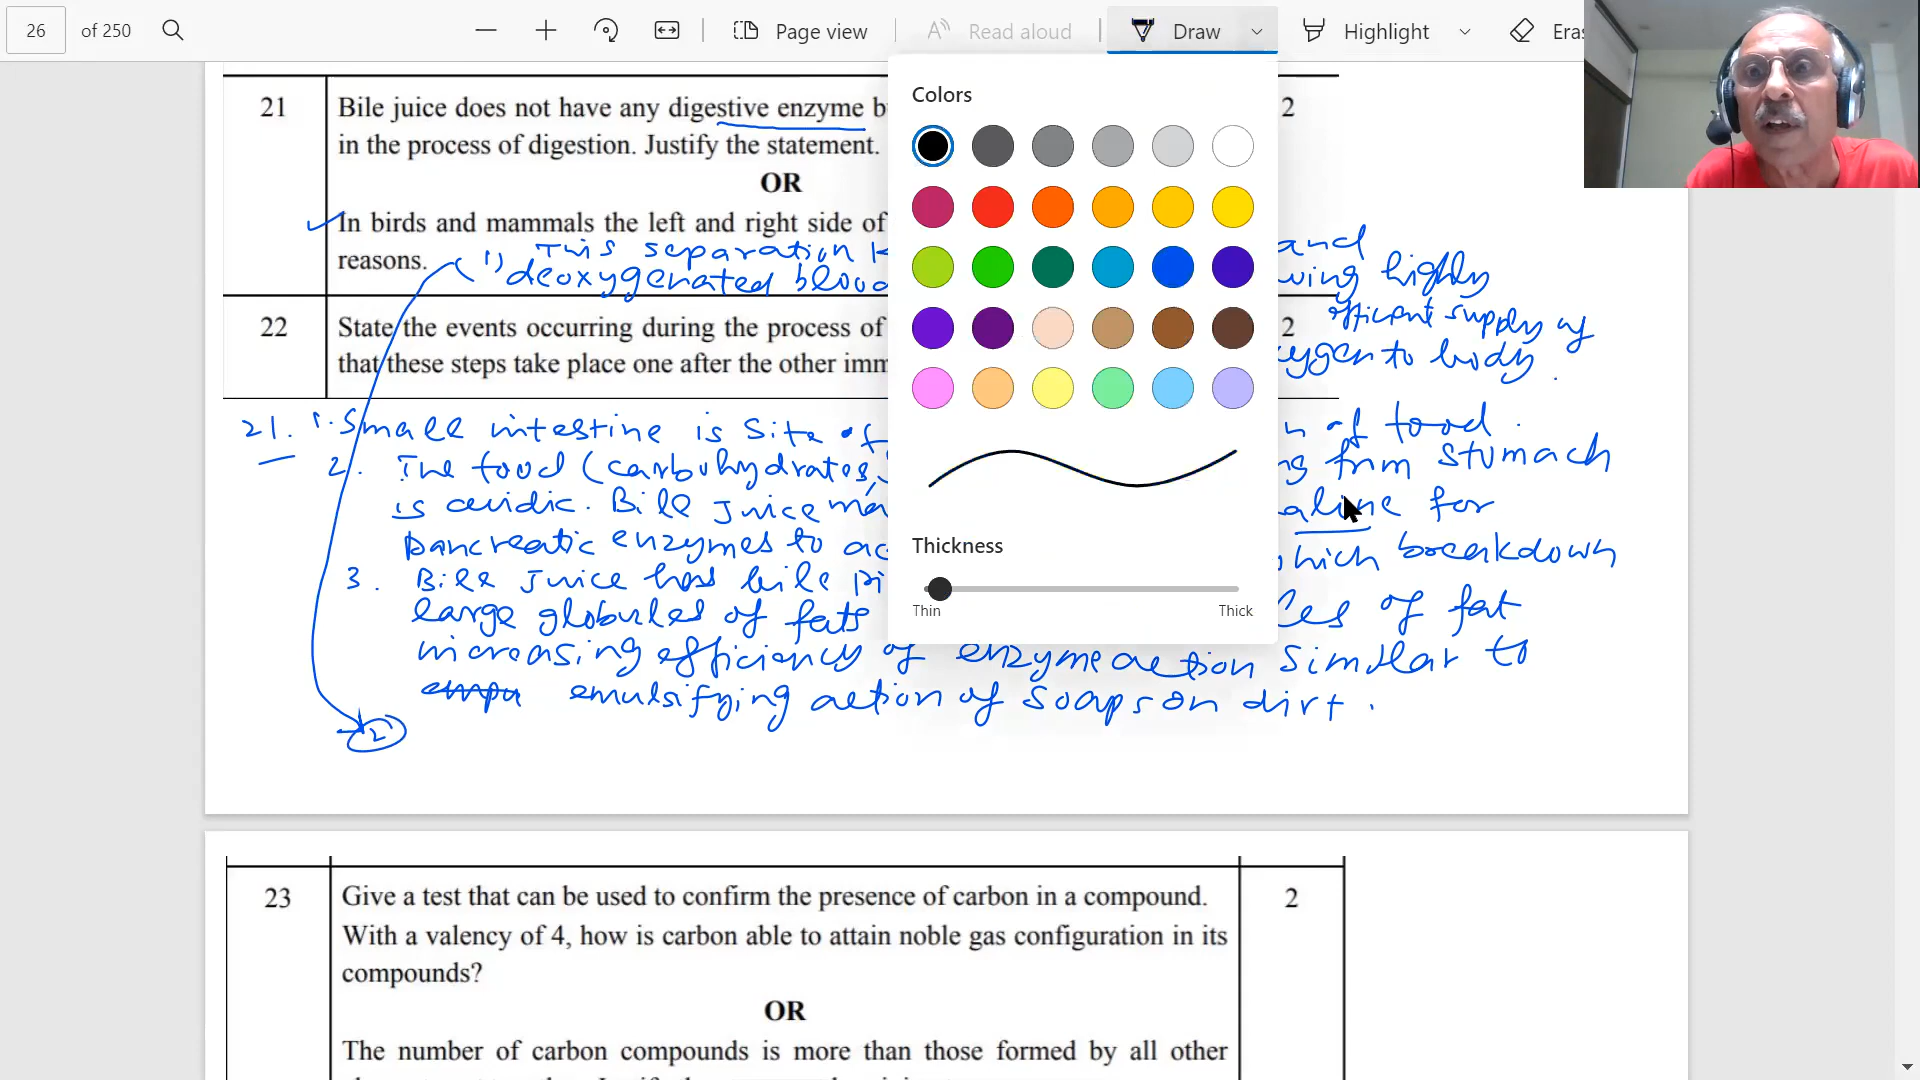 26 of 250 Page view Read aloud Draw Highlight
Colors
21 Bile juice does not have any digestive enzyme 2
in the process of digestion. Justify the statement.
OR
In birds and mammals the left and right side of
reasons.
1) This separation
and
deoxygenated blood
highly
22 State the events occurring during the process of 2
efficient supply of
that these steps take place one after the other
to body.
21. 1. Small intestine is site of
of food.
2. The food (carbohydrates,
from stomach
is acidic. Bile juice
for
pancreatic enzymes to
which breakdown
3. Bile juice has bile
large globules of fats
of fat
increasing efficiency of enzyme action similar to
emulsifying action of soaps on dirt.
2
Thickness
Thin Thick
23 Give a test that can be used to confirm the presence of carbon in a compound. 2
With a valency of 4, how is carbon able to attain noble gas configuration in its
compounds?
OR
The number of carbon compounds is more than those formed by all other